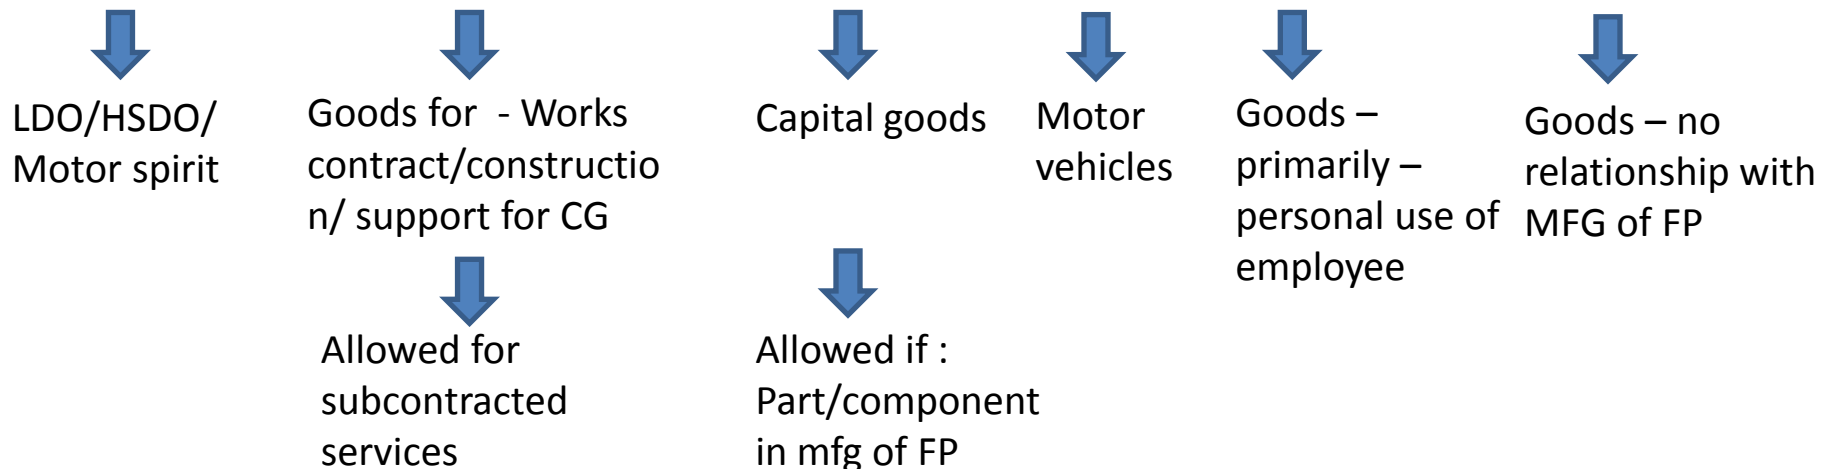 LDO/HSDO/
Motor spirit
Goods for - Works
contract/constructio
n/ support for CG
Capital goods
Motor
vehicles
Goods –
primarily –
personal use of
employee
Goods – no
relationship with
MFG of FP
Allowed for
subcontracted
services
Allowed if :
Part/component
in mfg of FP